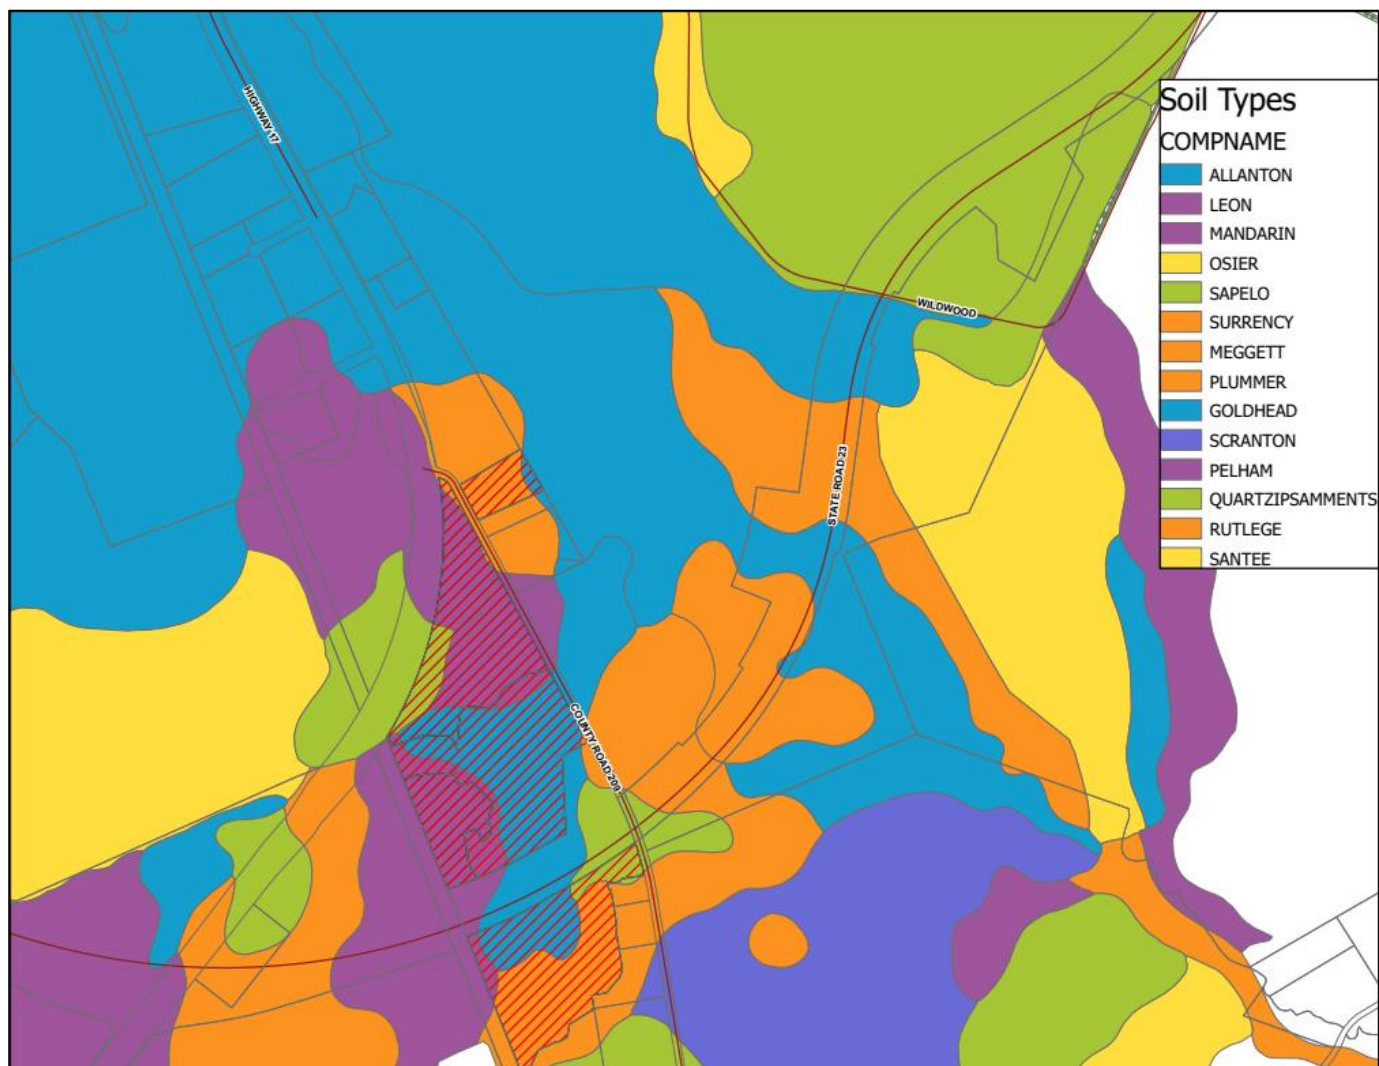 Soil Types
COMPNAME
ALLANTON
LEON
MANDARIN
OSIER
SAPELO
SURRENCY
MEGGETT
PLUMMER
GOLDHEAD
SCRANTON
PELHAM
QUARTZIPSAMMENTS
RUTLEGE
SANTEE
HIGHWAY 17
WILDWOOD
STATE ROAD 23
COUNTY ROAD 209